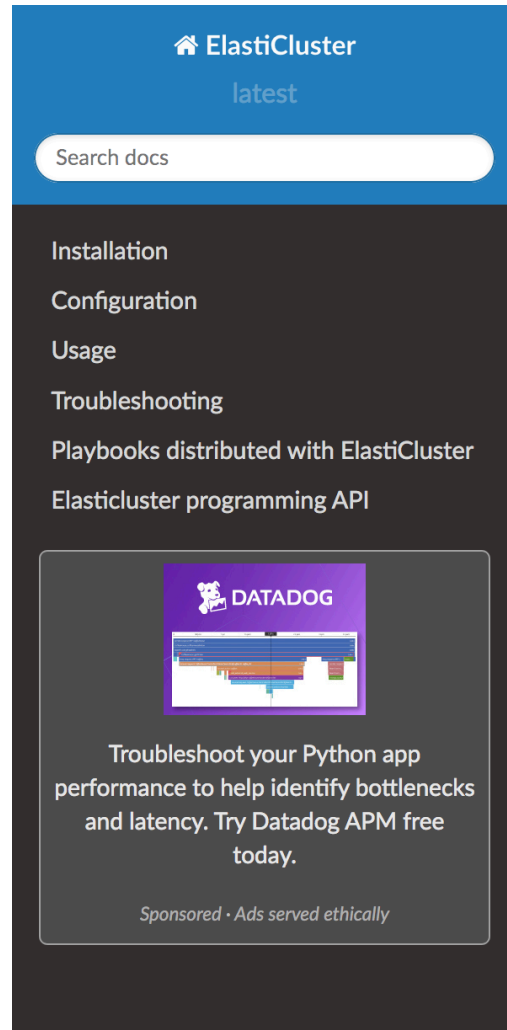 ElastiCluster
latest
Search docs
Installation
Configuration
Usage
Troubleshooting
Playbooks distributed with ElastiCluster
Elasticluster programming API
DATADOG
Troubleshoot your Python app
performance to help identify bottlenecks
and latency. Try Datadog APM free
today.
Sponsored · Ads served ethically